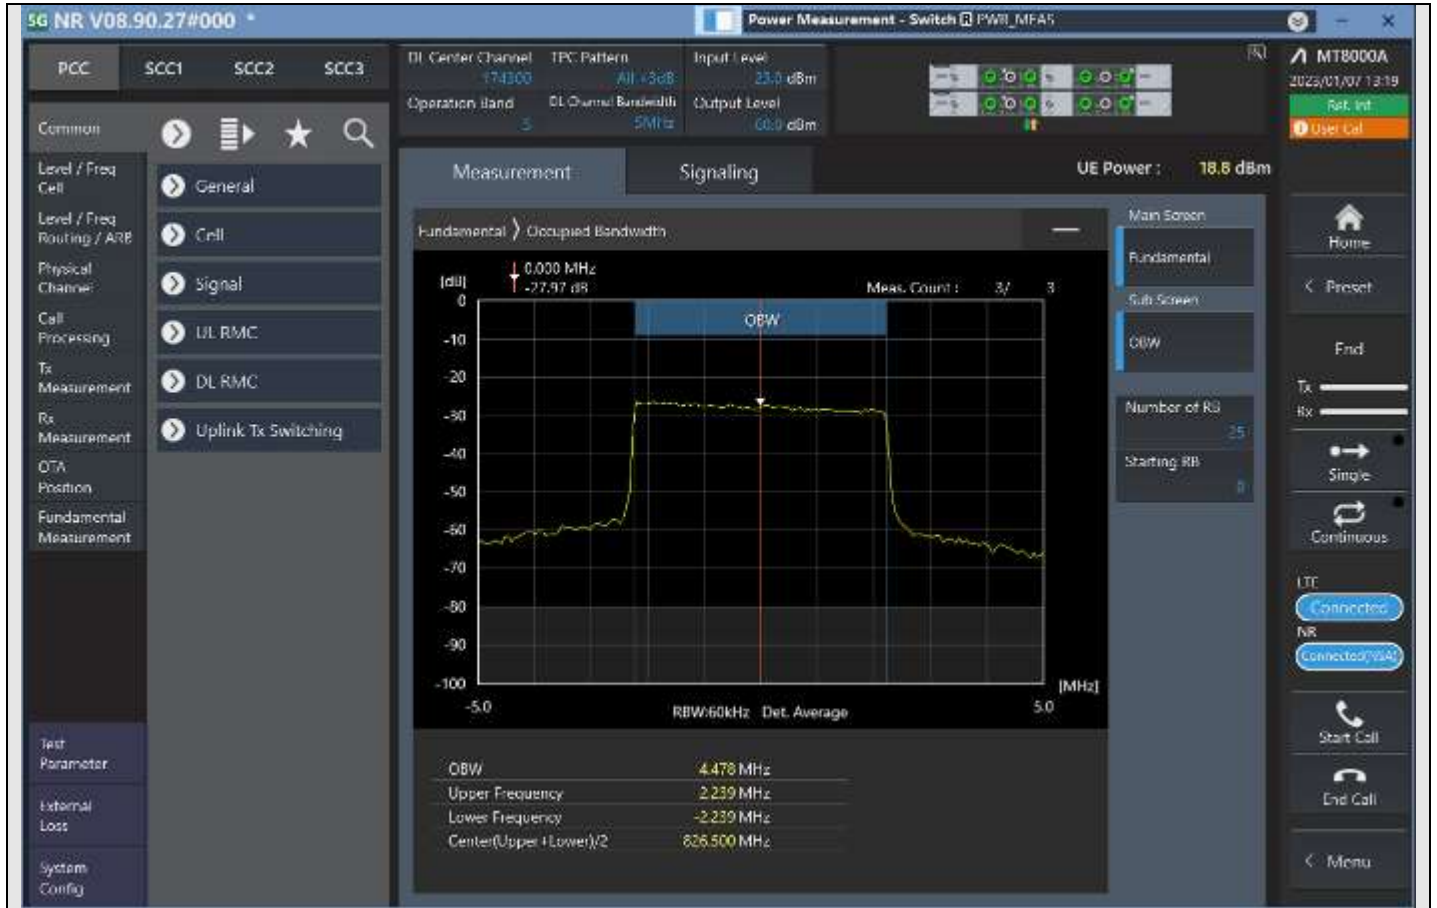 SG NR V08.90.27#000 *
Power Measurement - Switch R PWR_MEAS
PCC SCC1 SCC2 SCC3
DL Center Channel TPC Pattern Input Level
174300 All +3dB 23.0 dBm
Operation Band DL Channel Bandwidth Output Level
5 5MHz 60.0 dBm
MT8000A
2023/01/07 13:19
Ref. Int
User Cal
Common
Level / Freq
Cell
Level / Freq
Routing / ARB
Physical
Channel
Call
Processing
Tx
Measurement
Rx
Measurement
OTA
Position
Fundamental
Measurement
Test
Parameter
External
Loss
System
Config
General
Cell
Signal
UL RMC
DL RMC
Uplink Tx Switching
Measurement Signaling
UE Power : 18.8 dBm
Fundamental Occupied Bandwidth
[dB]
0.000 MHz
-27.97 dB
Meas. Count : 3/ 3
OBW
0
-10
-20
-30
-40
-50
-60
-70
-80
-90
-100
-5.0 5.0
[MHz]
RBW:60kHz Det. Average
OBW 4.478 MHz
Upper Frequency 2.239 MHz
Lower Frequency -2.239 MHz
Center(Upper+Lower)/2 826.500 MHz
Main Screen
Fundamental
Sub Screen
OBW
Number of RB
25
Starting RB
0
Home
< Preset
End
Tx
Rx
Single
Continuous
LTE
Connected
NR
Connected(NSA)
Start Call
End Call
< Menu